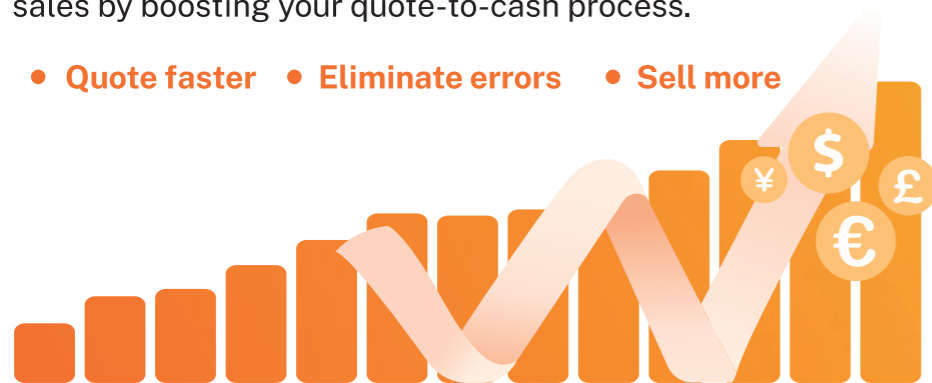 sales by boosting your quote-to-cash process.
• Quote faster • Eliminate errors • Sell more
$
¥
£
€